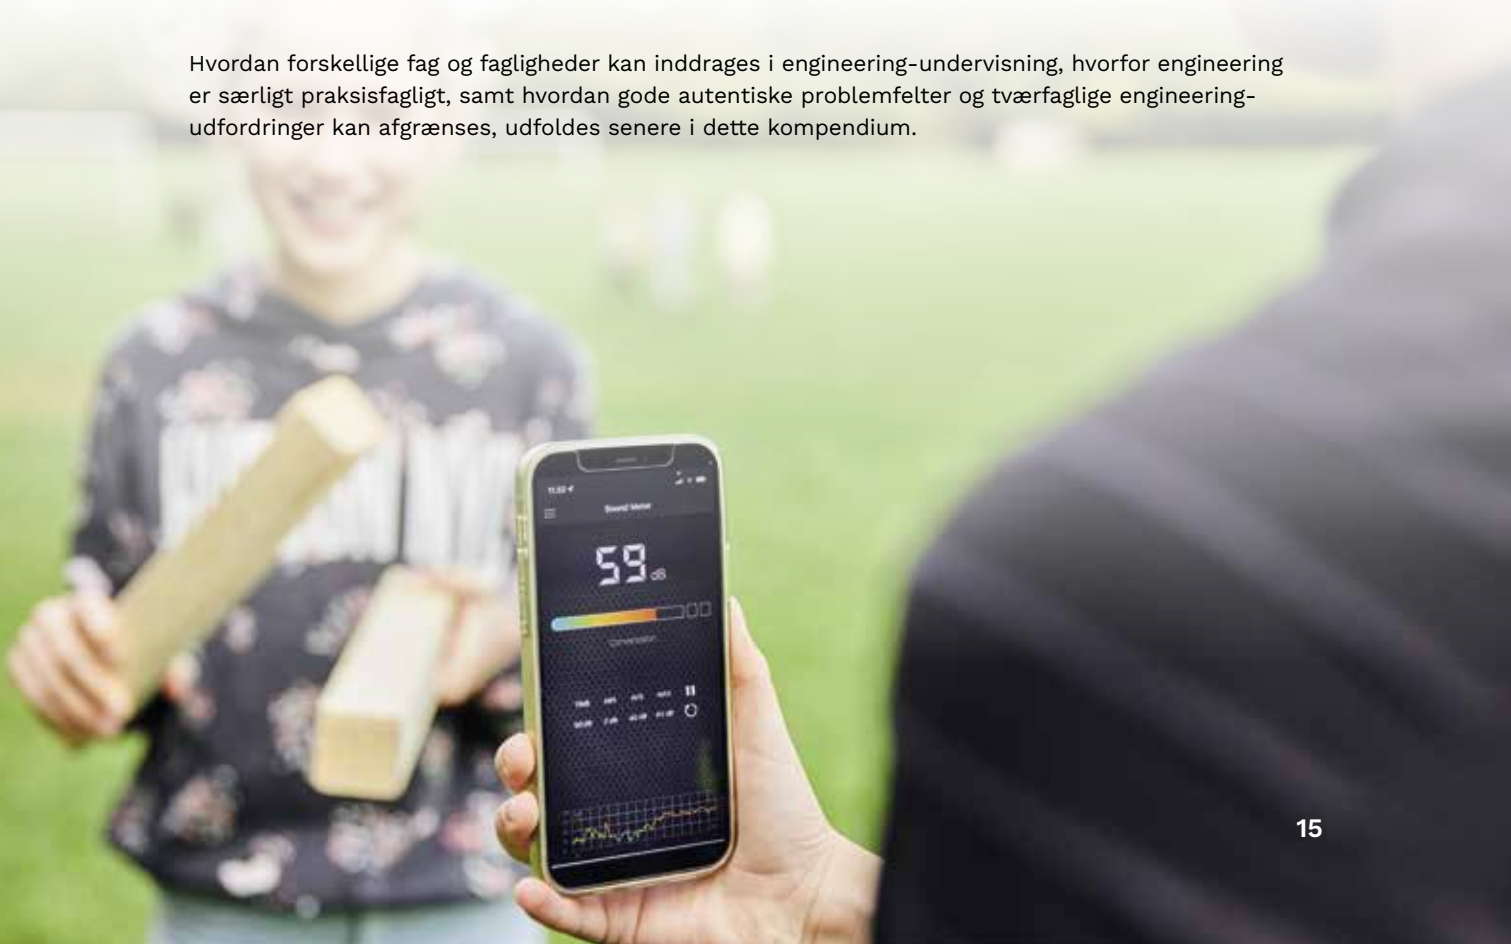 Hvordan forskellige fag og fagligheder kan inddrages i engineering-undervisning, hvorfor engineering
er særligt praksisfagligt, samt hvordan gode autentiske problemfelter og tværfaglige engineering-
udfordringer kan afgrænses, udfoldes senere i dette kompendium.
Sound Meter
59 dB
15